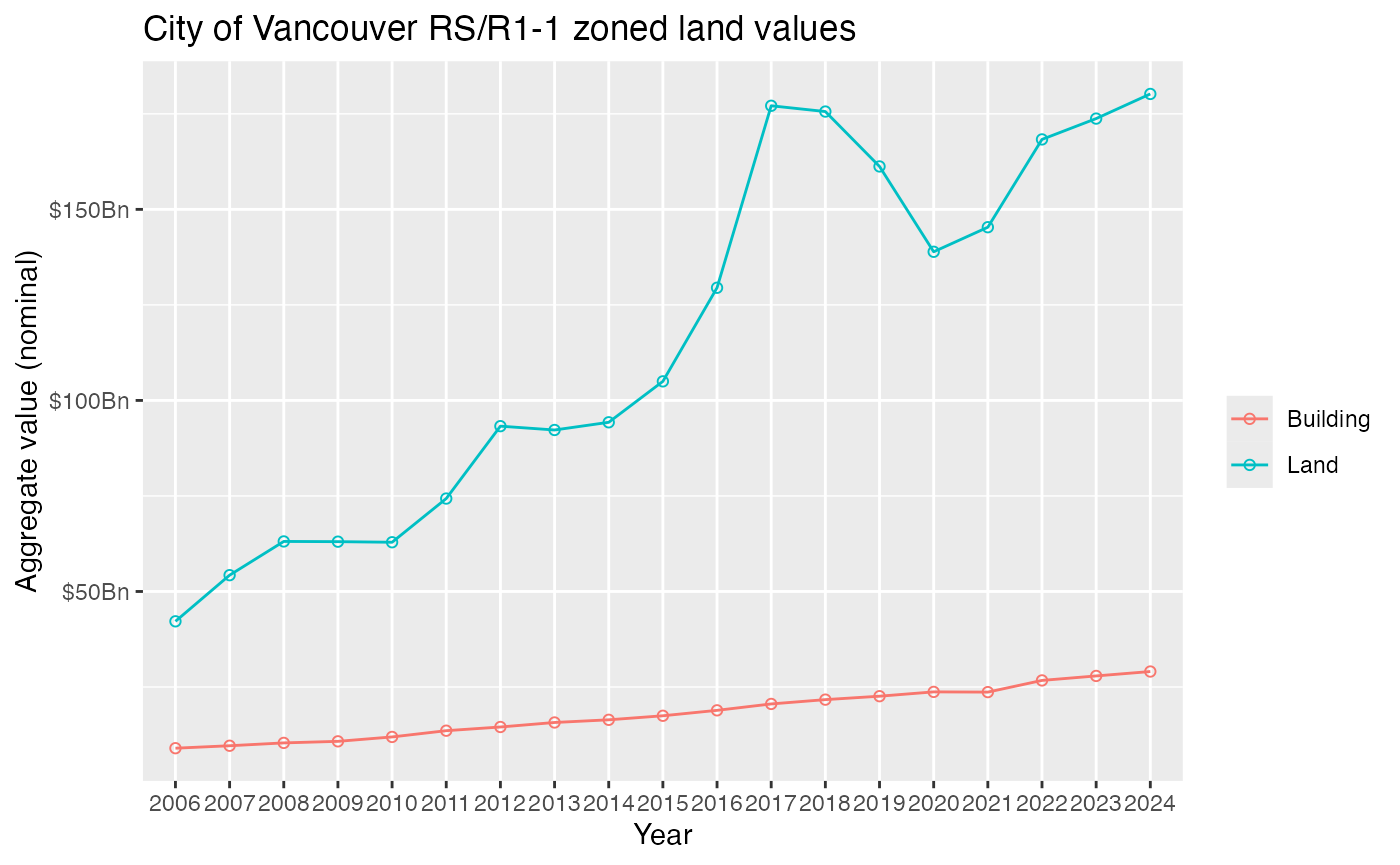 City of Vancouver RS/R1-1 zoned land values
Aggregate value (nominal)
$150Bn
$100Bn
$50Bn
2006 2007 2008 2009 2010 2011 2012 2013 2014 2015 2016 2017 2018 2019 2020 2021 2022 2023 2024
Year
Building
Land